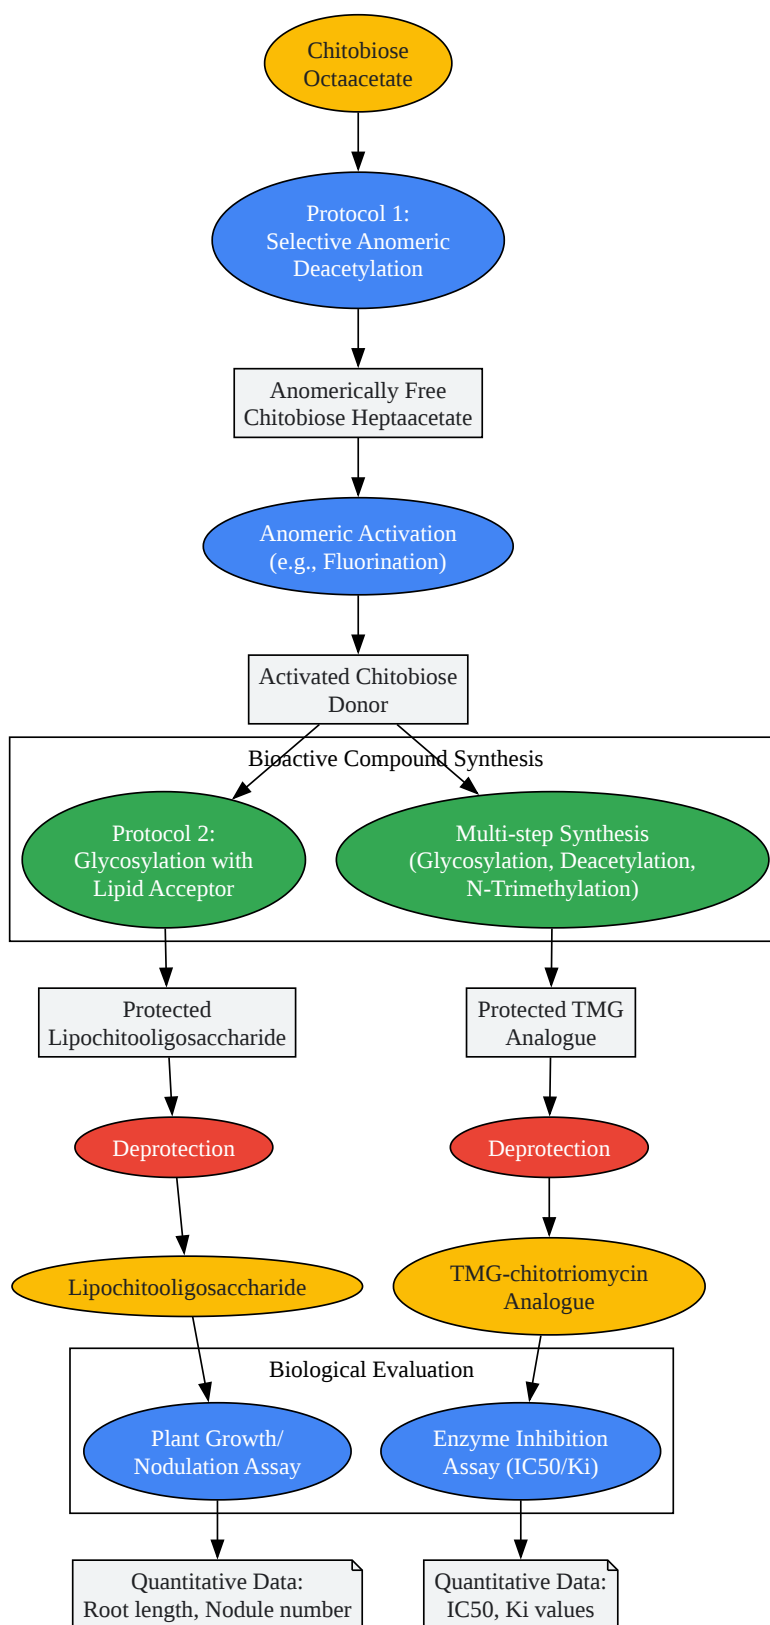 Chitobiose
Octaacetate
Protocol 1:
Selective Anomeric
Deacetylation
Anomerically Free
Chitobiose Heptaacetate
Anomeric Activation
(e.g., Fluorination)
Activated Chitobiose
Donor
Bioactive Compound Synthesis
Protocol 2:
Glycosylation with
Lipid Acceptor
Multi-step Synthesis
(Glycosylation, Deacetylation,
N-Trimethylation)
Protected
Lipochitooligosaccharide
Protected TMG
Analogue
Deprotection
Deprotection
Lipochitooligosaccharide
TMG-chitotriomycin
Analogue
Biological Evaluation
Plant Growth/
Nodulation Assay
Enzyme Inhibition
Assay (IC50/Ki)
Quantitative Data:
Root length, Nodule number
Quantitative Data:
IC50, Ki values